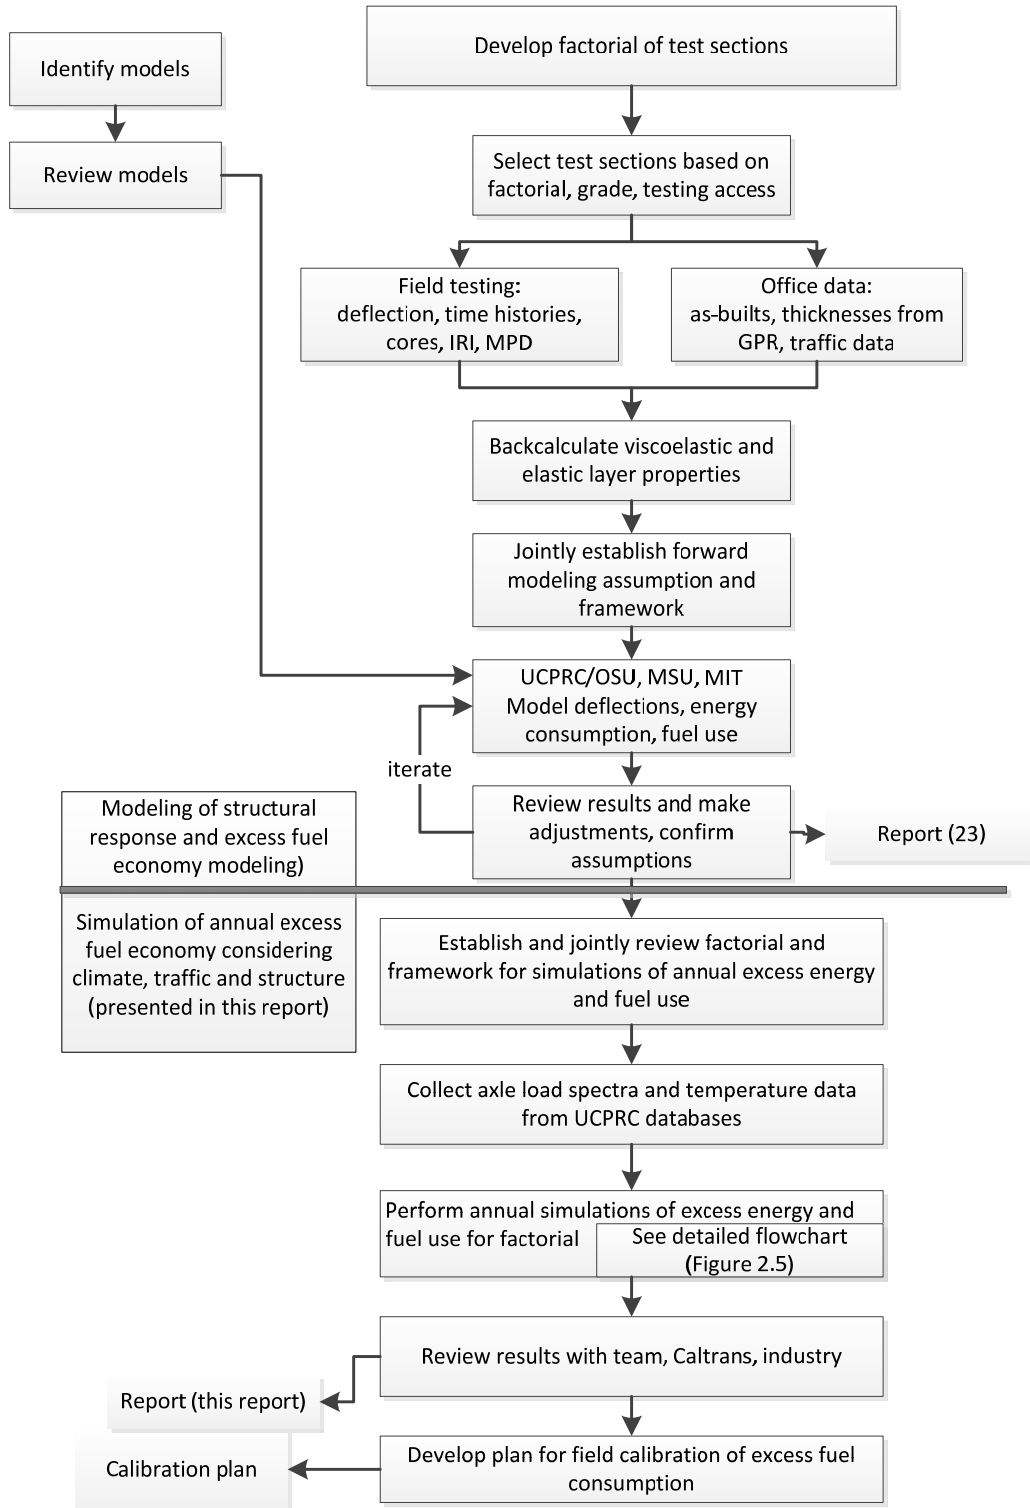 Identify models
Develop factorial of test sections
Review models
Select test sections based on
factorial, grade, testing access
Field testing:
deflection, time histories,
cores, IRI, MPD
Office data:
as-builts, thicknesses from
GPR, traffic data
Backcalculate viscoelastic and
elastic layer properties
Jointly establish forward
modeling assumption and
framework
UCPRC/OSU, MSU, MIT
Model deflections, energy
consumption, fuel use
iterate
Review results and make
adjustments, confirm
assumptions
Report (23)
Modeling of structural
response and excess fuel
economy modeling)
Simulation of annual excess
fuel economy considering
climate, traffic and structure
(presented in this report)
Establish and jointly review factorial and
framework for simulations of annual excess energy
and fuel use
Collect axle load spectra and temperature data
from UCPRC databases
Perform annual simulations of excess energy and
fuel use for factorial
See detailed flowchart
(Figure 2.5)
Review results with team, Caltrans, industry
Report (this report)
Develop plan for field calibration of excess fuel
consumption
Calibration plan